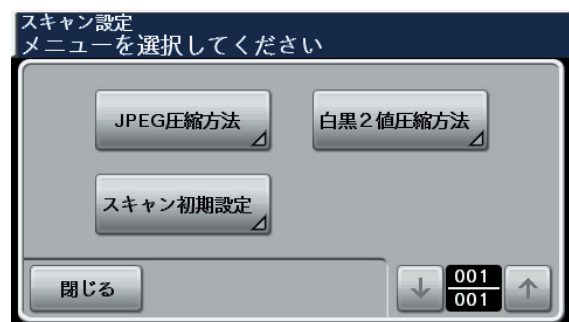 スキャン設定
メニューを選択してください
JPEG圧縮方法
白黒2値圧縮方法
スキャン初期設定
閉じる
↓
001
001
↑